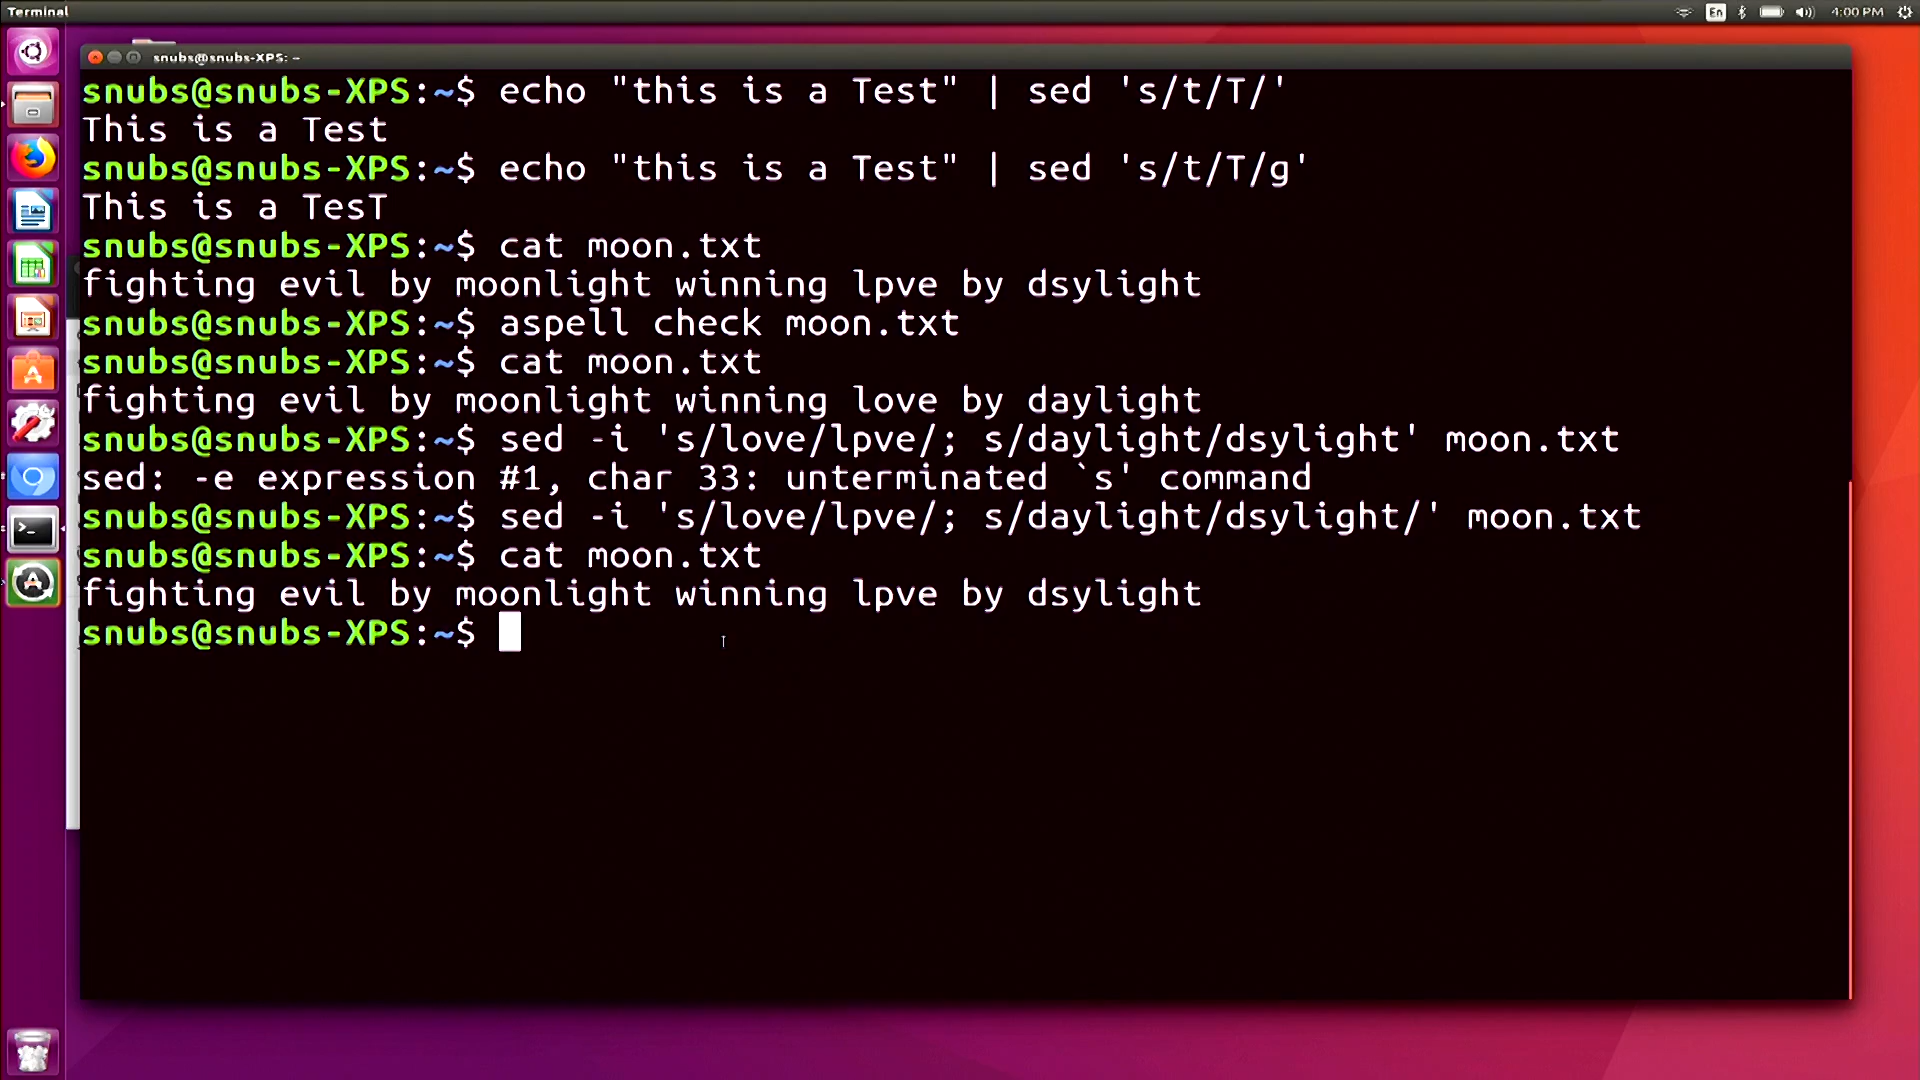 Terminal
En
4:00 PM
snubs@snubs-XPS: ~
snubs@snubs-XPS:~$ echo "this is a Test" | sed 's/t/T/'
This is a Test
snubs@snubs-XPS:~$ echo "this is a Test" | sed 's/t/T/g'
This is a TesT
snubs@snubs-XPS:~$ cat moon.txt
fighting evil by moonlight winning lpve by dsylight
snubs@snubs-XPS:~$ aspell check moon.txt
snubs@snubs-XPS:~$ cat moon.txt
fighting evil by moonlight winning love by daylight
snubs@snubs-XPS:~$ sed -i 's/love/lpve/; s/daylight/dsylight' moon.txt
sed: -e expression #1, char 33: unterminated `s' command
snubs@snubs-XPS:~$ sed -i 's/love/lpve/; s/daylight/dsylight/' moon.txt
snubs@snubs-XPS:~$ cat moon.txt
fighting evil by moonlight winning lpve by dsylight
snubs@snubs-XPS:~$